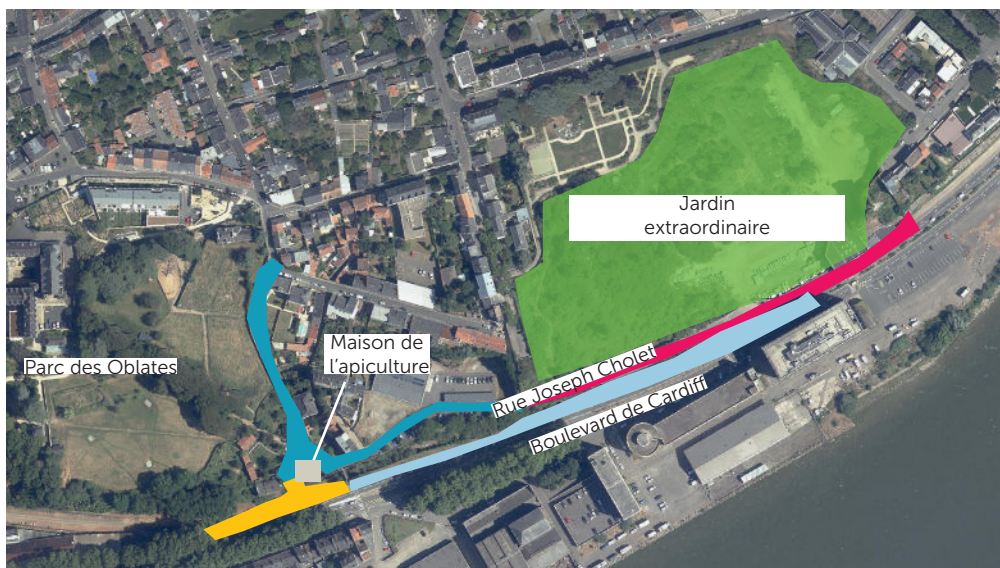 Jardin
extraordinaire
Maison de
l'apiculture
Parc des Oblates
Rue Joseph Cholet
Boulevard de Cardiff